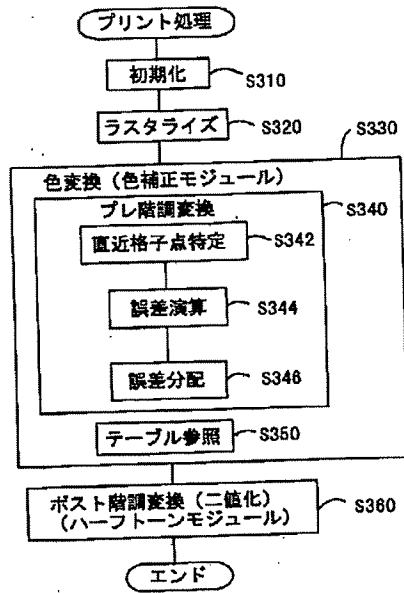 プリント処理
初期化
S310
ラスタライズ
S320
S330
色変換（色補正モジュール）
プレ階調変換
S340
直近格子点特定
S342
誤差演算
S344
誤差分配
S346
テーブル参照
S350
ポスト階調変換（二値化）
（ハーフトーンモジュール）
S360
エンド